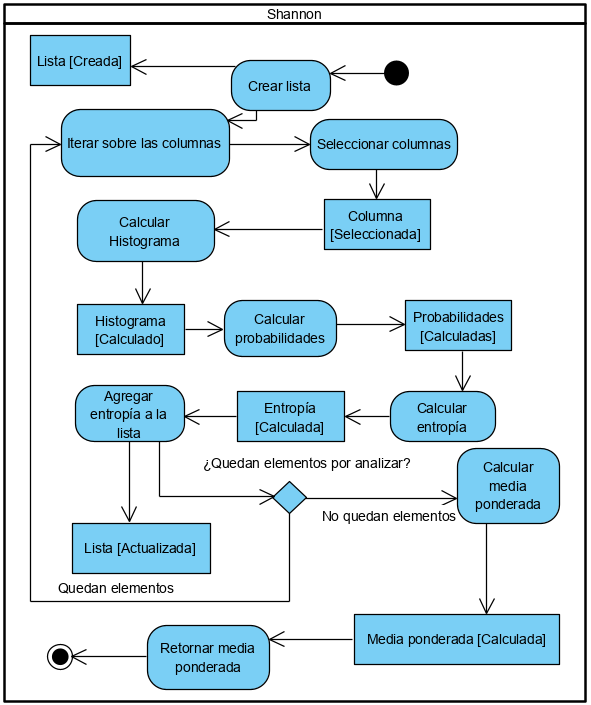 Shannon
Lista [Creada]
Crear lista
Iterar sobre las columnas
Seleccionar columnas
Calcular
Histograma
Columna
[Seleccionada]
Histograma
[Calculado]
Calcular
probabilidades
Probabilidades
[Calculadas]
Agregar
entropía a la
lista
Entropía
[Calculada]
Calcular
entropía
¿Quedan elementos por analizar?
Calcular
media
ponderada
No quedan elementos
Lista [Actualizada]
Quedan elementos
Retornar media
ponderada
Media ponderada [Calculada]